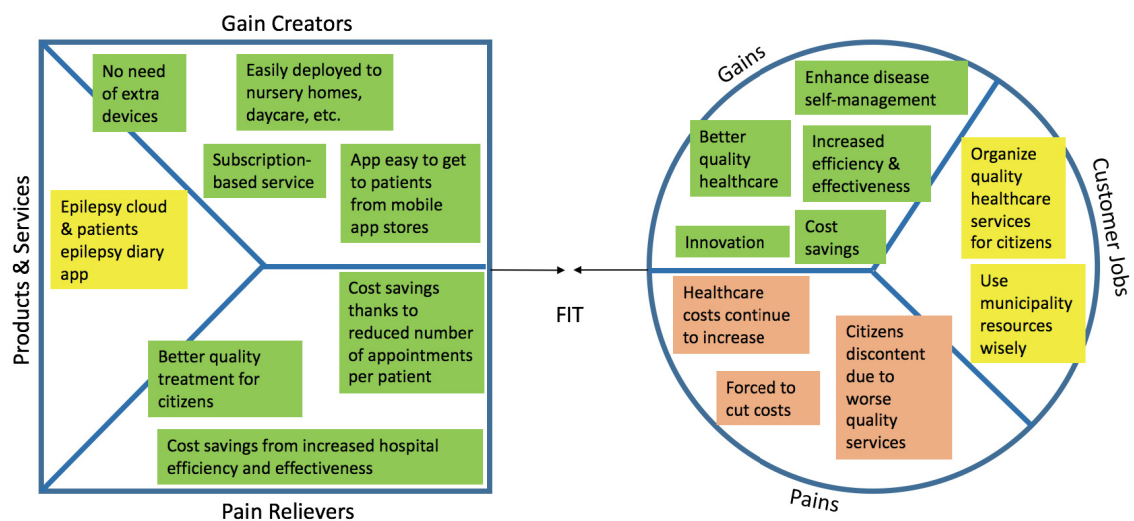 Gain Creators
No need
of extra
devices
Easily deployed to
nursery homes,
daycare, etc.
Subscription-
based service
App easy to get
to patients
from mobile
app stores
Products & Services
Epilepsy cloud
& patients
epilepsy diary
app
Cost savings
thanks to
reduced number
of appointments
per patient
Better quality
treatment for
citizens
Cost savings from increased hospital
efficiency and effectiveness
Pain Relievers
FIT
Gains
Enhance disease
self-management
Better
quality
healthcare
Increased
efficiency &
effectiveness
Innovation
Cost
savings
Customer Jobs
Organize
quality
healthcare
services
for citizens
Use
municipality
resources
wisely
Healthcare
costs continue
to increase
Citizens
discontent
due to
worse
quality
services
Forced to
cut costs
Pains